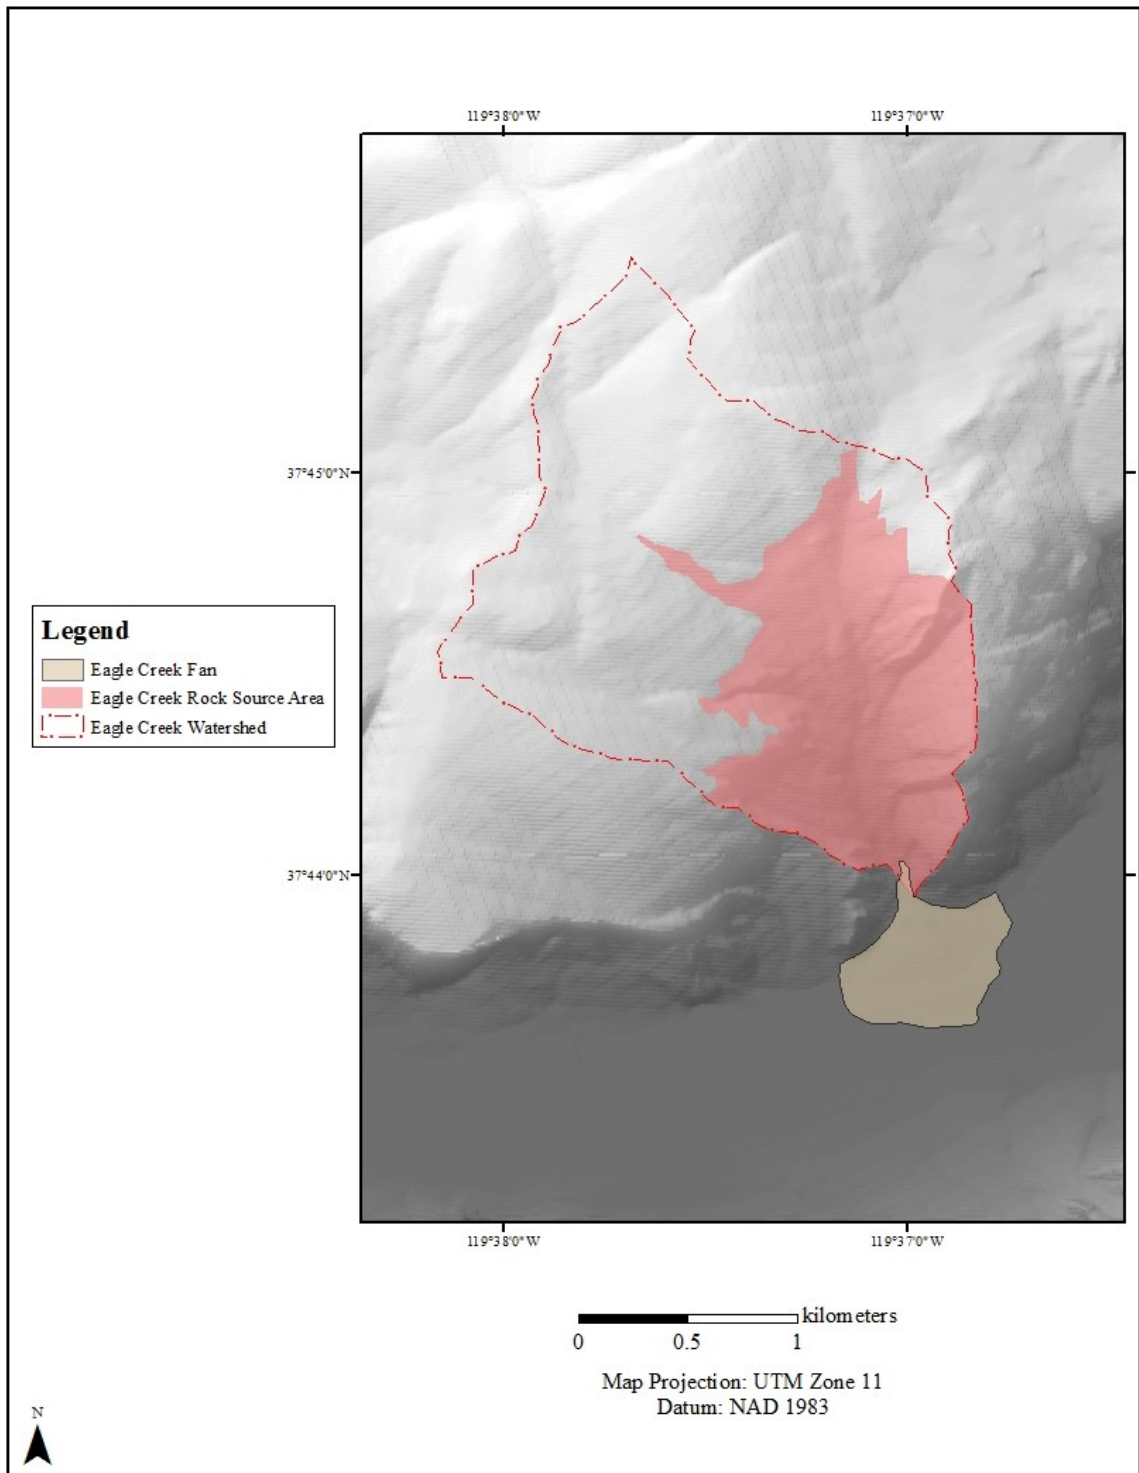 119°38'0"W
119°37'0"W
37°45'0"N
37°44'0"N
Legend
Eagle Creek Fan
Eagle Creek Rock Source Area
Eagle Creek Watershed
119°38'0"W
119°37'0"W
kilometers
0
0.5
1
Map Projection: UTM Zone 11
Datum: NAD 1983
N